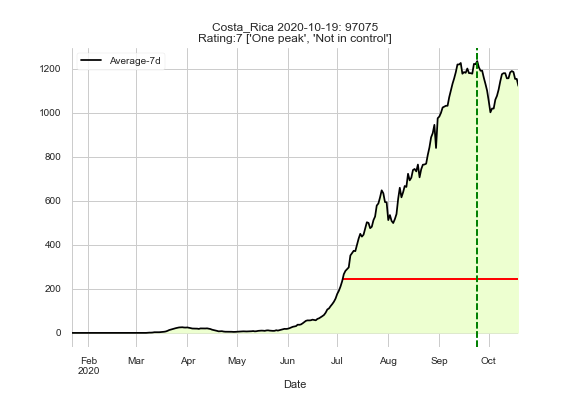 Costa_Rica 2020-10-19: 97075
Rating:7 ['One peak', 'Not in control']
Average-7d
1200
1000
800
600
400
200
0
Feb Mar Apr May Jun Jul Aug Sep Oct
2020
Date